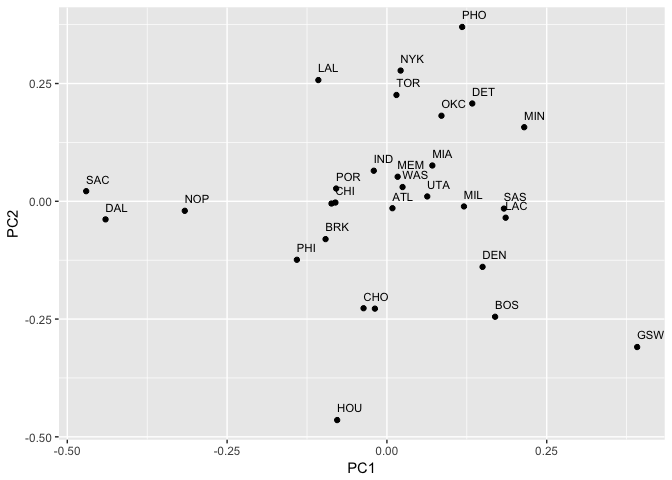 PHO
NYK
LAL
TOR
DET
OKC
MIN
MIA
IND
MEM
WAS
POR
SAC
UTA
CHI
ATL
MIL
SAS
NOP
LAC
DAL
BRK
PHI
DEN
CHO
BOS
GSW
HOU
0.25
0.00
-0.25
-0.50
PC2
-0.50
-0.25
0.00
0.25
PC1